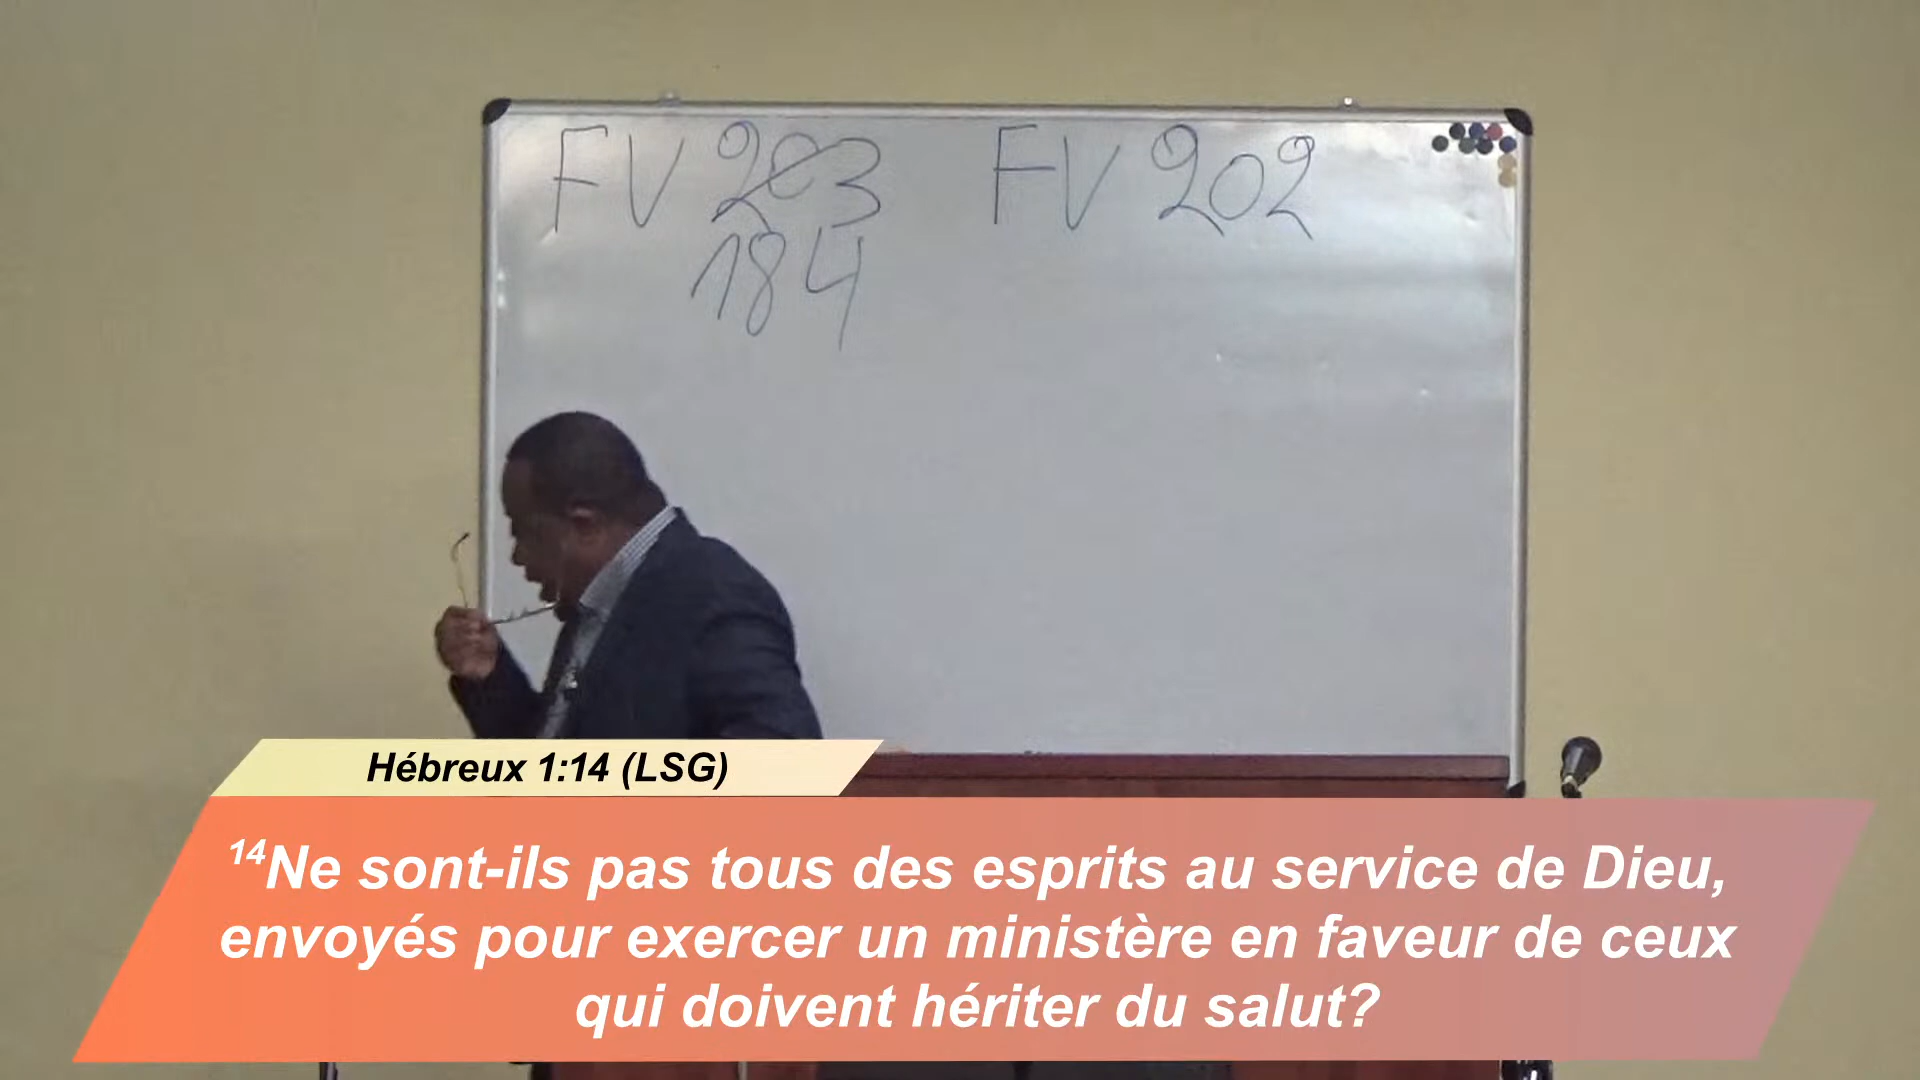 FV 203 FV 202
184
Hébreux 1:14 (LSG)
14Ne sont-ils pas tous des esprits au service de Dieu,
envoyés pour exercer un ministère en faveur de ceux
qui doivent hériter du salut?